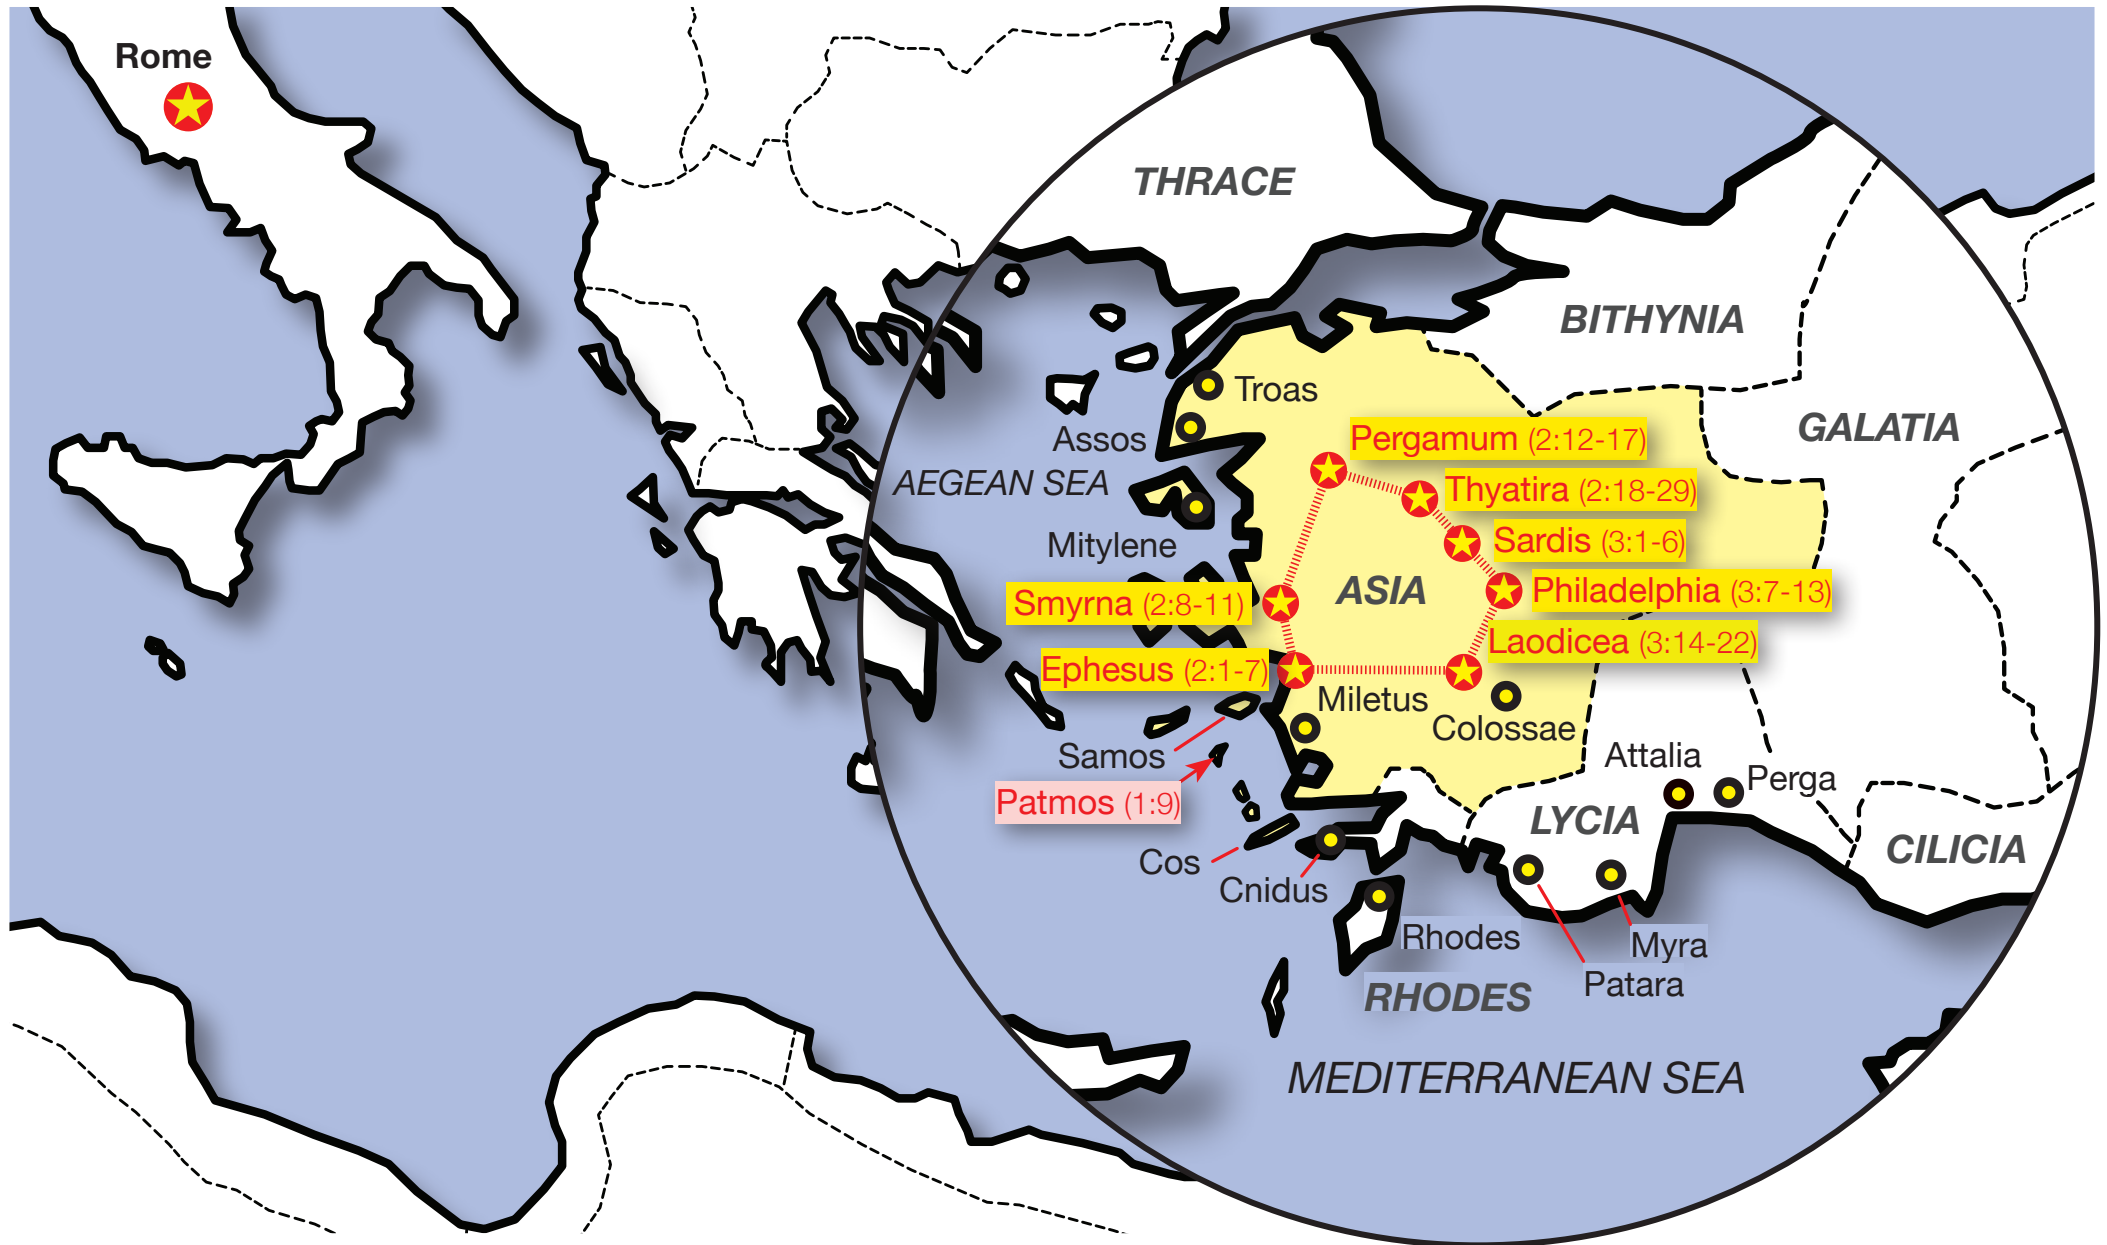 Rome
THRACE
BITHYNIA
Troas
GALATIA
Assos
Pergamum (2:12-17)
AEGEAN SEA
Thyatira (2:18-29)
Mitylene
Sardis (3:1-6)
Smyrna (2:8-11)
ASIA
Philadelphia (3:7-13)
Laodicea (3:14-22)
Ephesus (2:1-7)
Miletus
Colossae
Samos
Attalia
Perga
Patmos (1:9)
LYCIA
CILICIA
Cos
Cnidus
Rhodes
Myra
Patara
RHODES
MEDITERRANEAN SEA